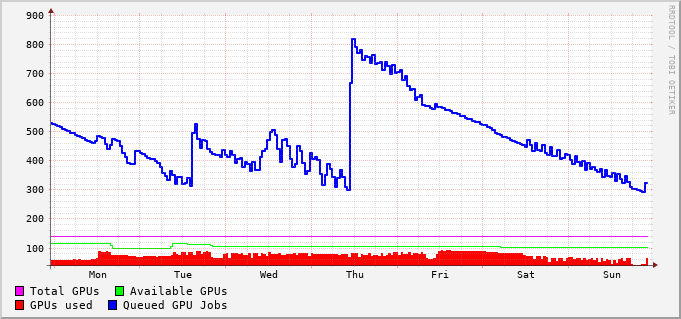 900
800
700
600
500
400
300
200
100
Mon Tue Wed Thu Fri Sat Sun
Total GPUs Available GPUs
GPUs used Queued GPU Jobs
RRDTOOL / TOBI OETIKER